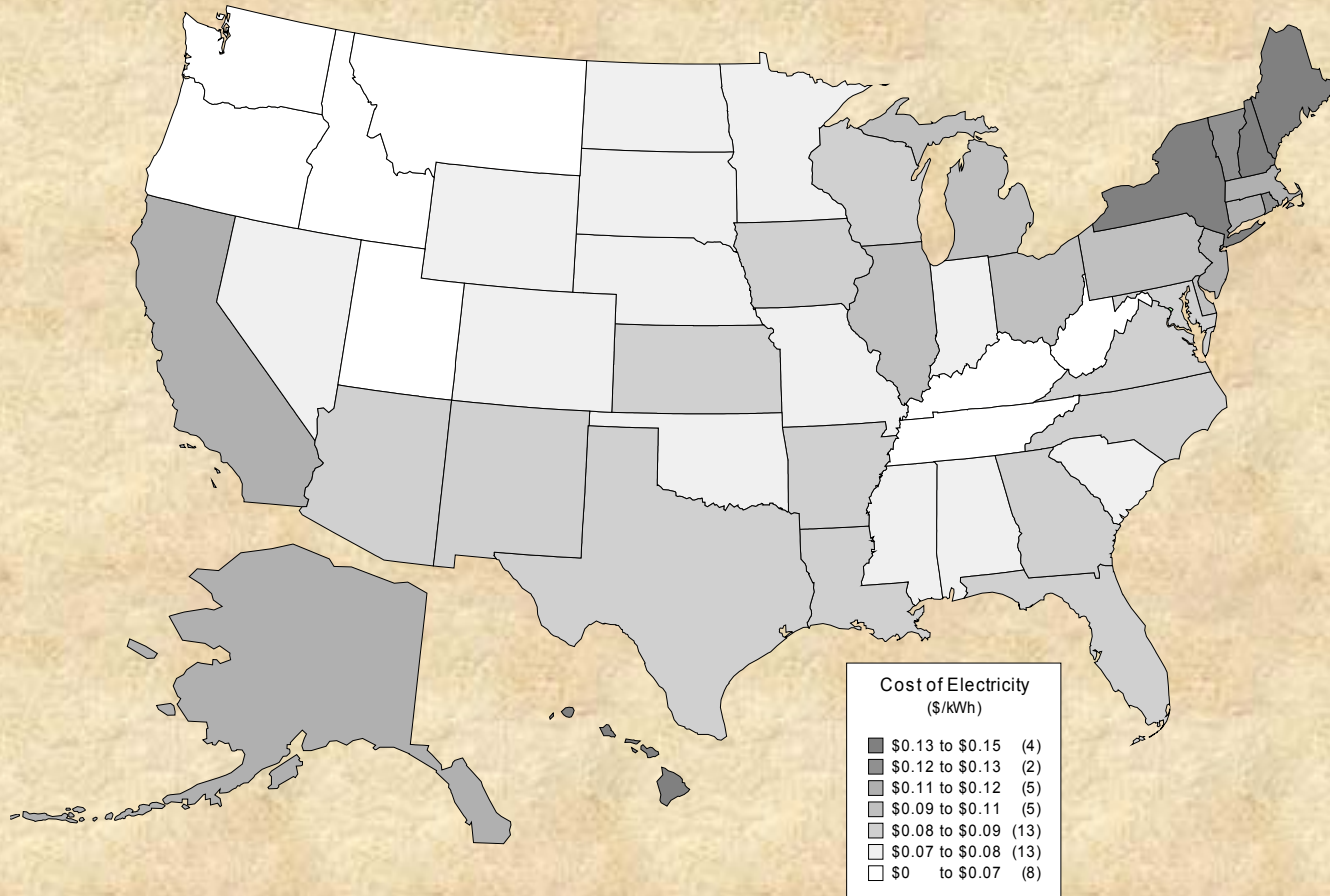 Cost of Electricity
($/kWh)
$0.13 to $0.15 (4)
$0.12 to $0.13 (2)
$0.11 to $0.12 (5)
$0.09 to $0.11 (5)
$0.08 to $0.09 (13)
$0.07 to $0.08 (13)
$0 to $0.07 (8)